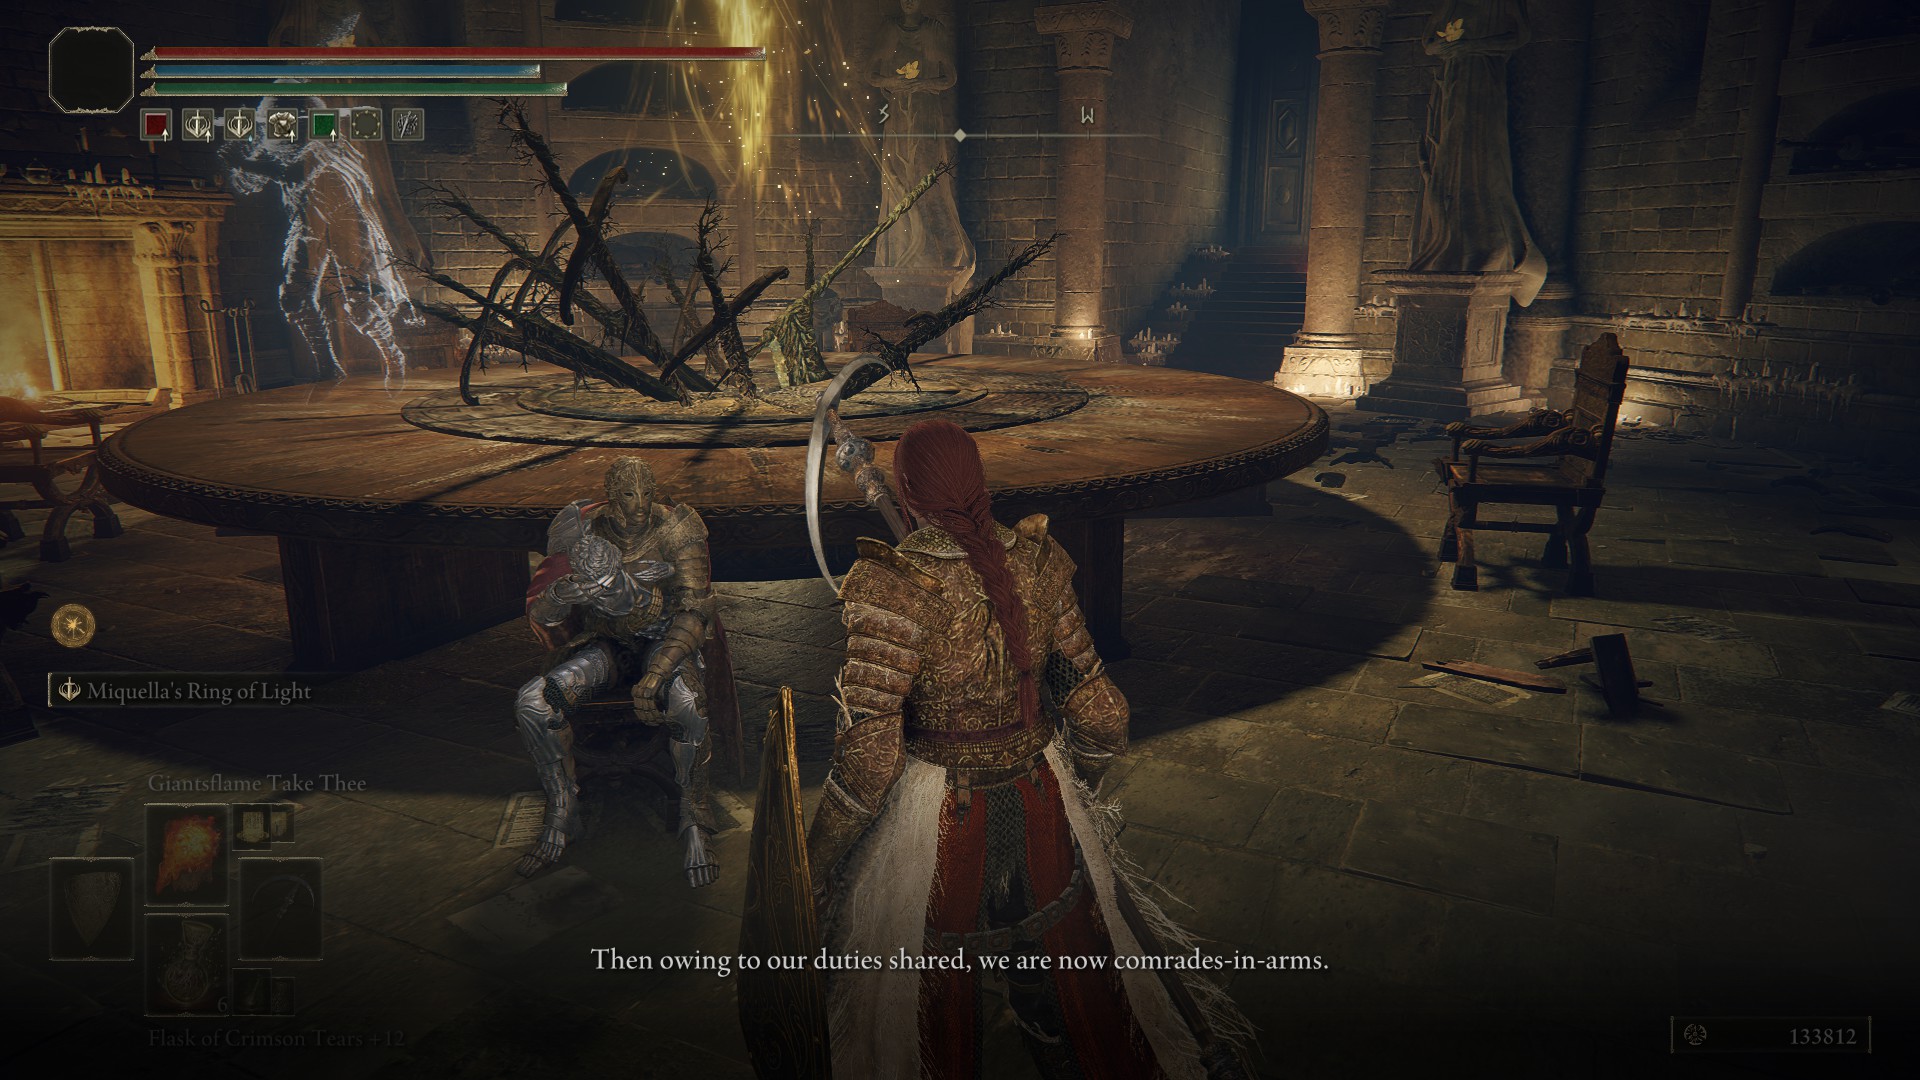 S W
Miquella's Ring of Light
Giantsflame Take Thee
6
Flask of Crimson Tears +12
Then owing to our duties shared, we are now comrades-in-arms.
133812